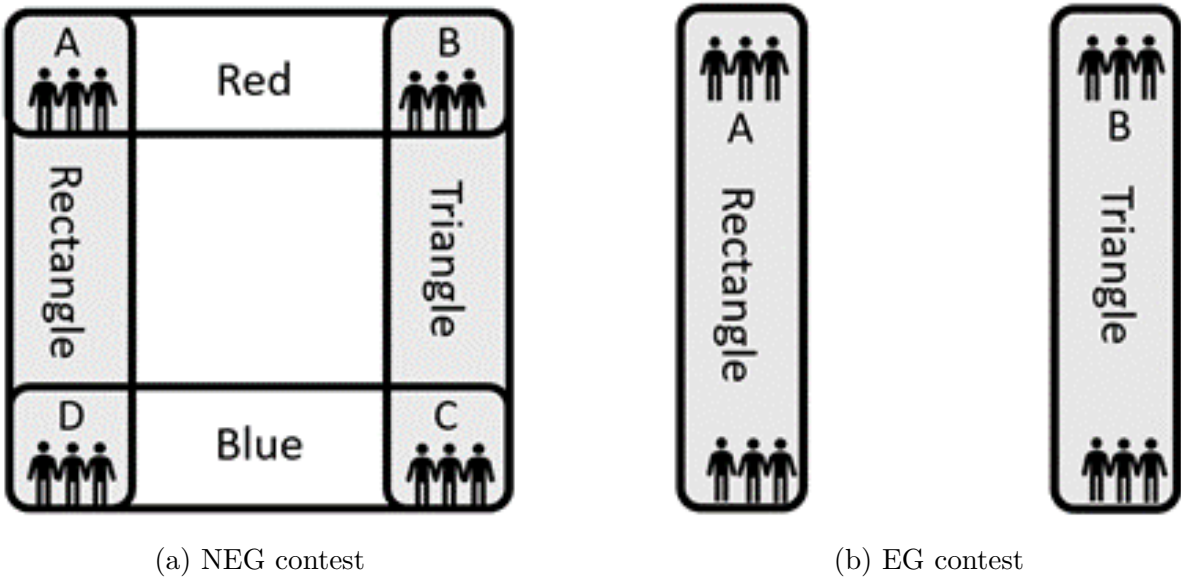 A
Red
B
Rectangle
Triangle
D
Blue
C
(a) NEG contest
A
Rectangle
B
Triangle
(b) EG contest